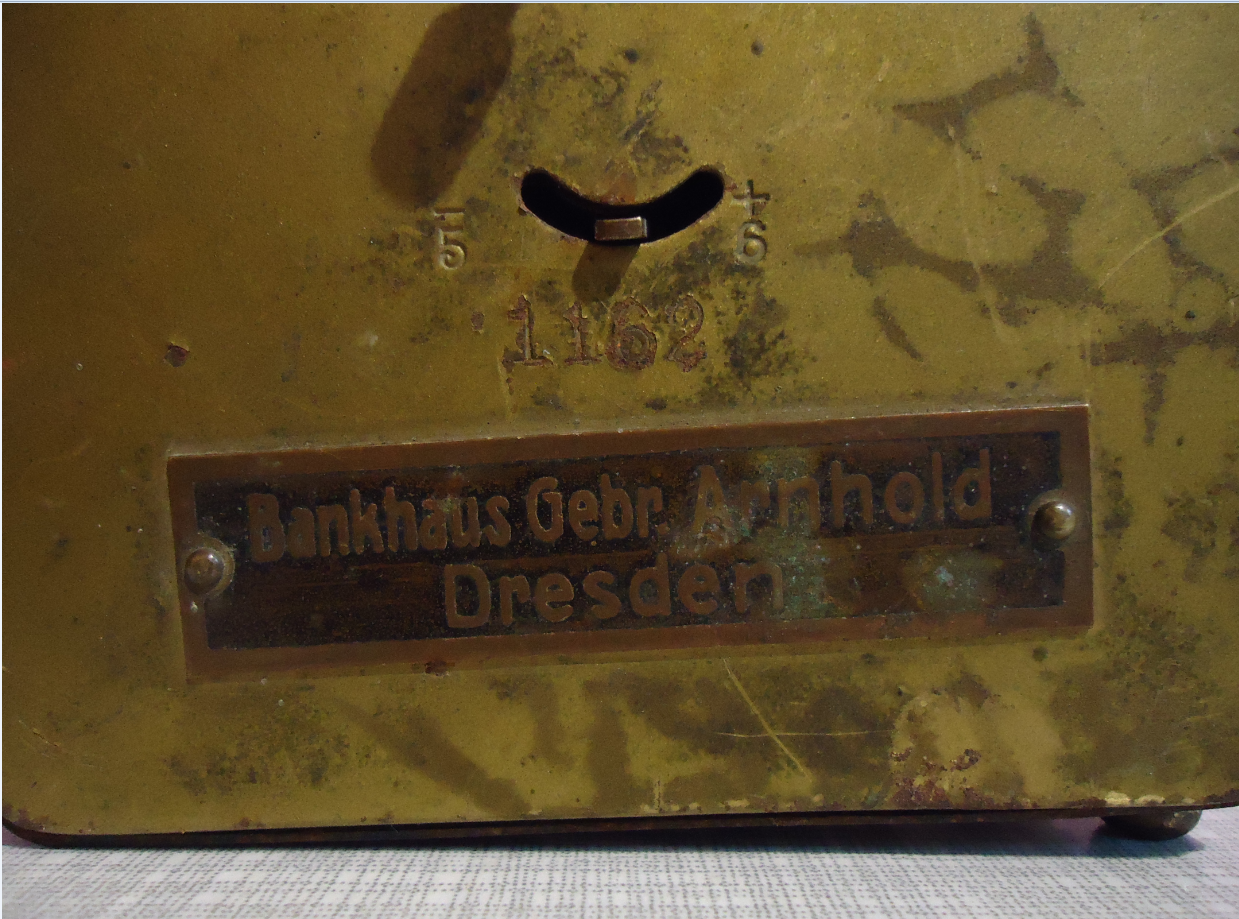 - +
5 6
1162
Bankhaus Gebr. Arnhold
Dresden